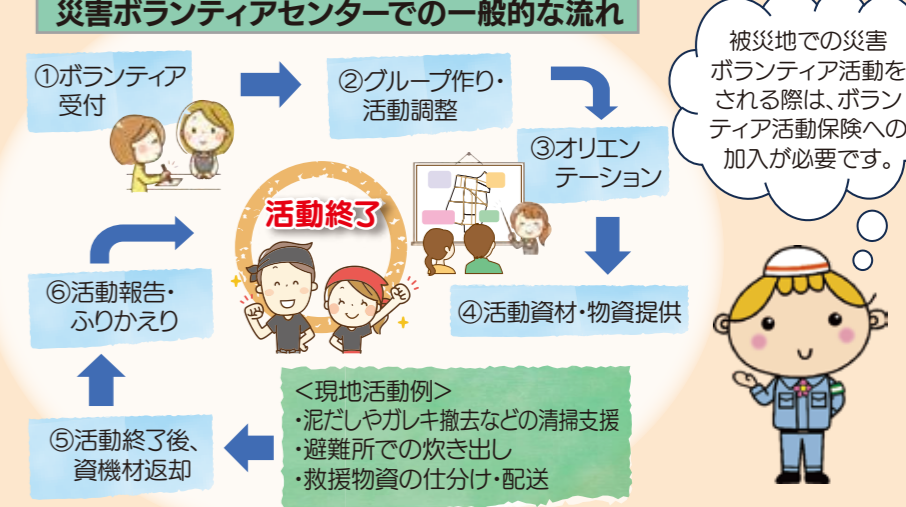 災害ボランティアセンターでの一般的な流れ
①ボランティア
受付
②グループ作り・
活動調整
③オリエン
テーション
④活動資材・物資提供
<現地活動例>
・泥だしやガレキ撤去などの清掃支援
・避難所での炊き出し
・救援物資の仕分け・配送
⑤活動終了後、
資機材返却
⑥活動報告・
ふりかえり
活動終了
被災地での災害
ボランティア活動を
される際は、ボラン
ティア活動保険への
加入が必要です。